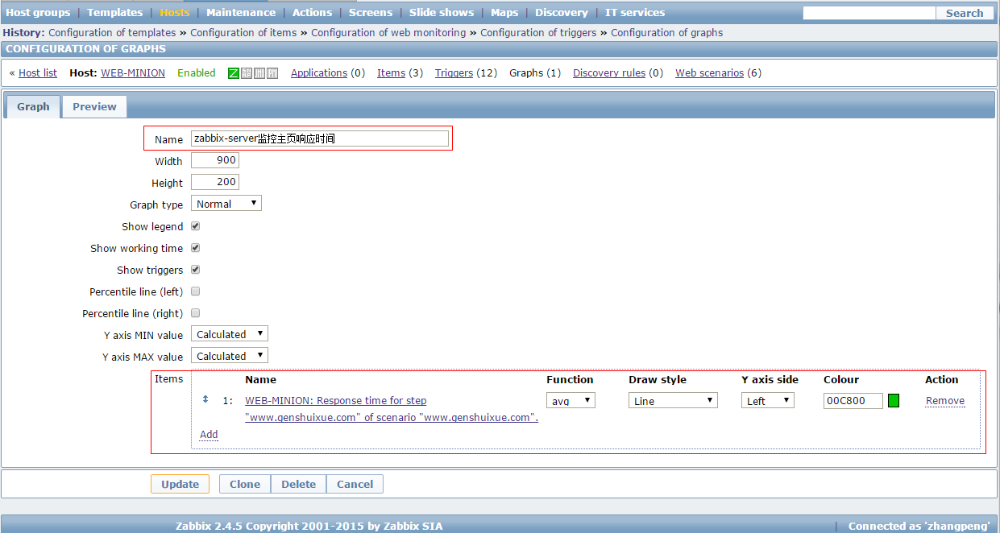 Host groups | Templates | Hosts | Maintenance | Actions | Screens | Slide shows | Maps | Discovery | IT services Search
History: Configuration of templates » Configuration of items » Configuration of web monitoring » Configuration of triggers » Configuration of graphs
CONFIGURATION OF GRAPHS
« Host list Host: WEB-MINION Enabled Z Applications (0) Items (3) Triggers (12) Graphs (1) Discovery rules (0) Web scenarios (6)
Graph Preview
Name zabbix-server监控主页响应时间
Width 900
Height 200
Graph type Normal
Show legend
Show working time
Show triggers
Percentile line (left)
Percentile line (right)
Y axis MIN value Calculated
Y axis MAX value Calculated
Items Name Function Draw style Y axis side Colour Action
1: WEB-MINION: Response time for step avg Line Left 00C800 Remove
"www.genshuixue.com" of scenario "www.genshuixue.com".
Add
Update Clone Delete Cancel
Zabbix 2.4.5 Copyright 2001-2015 by Zabbix SIA | Connected as 'zhangpeng'